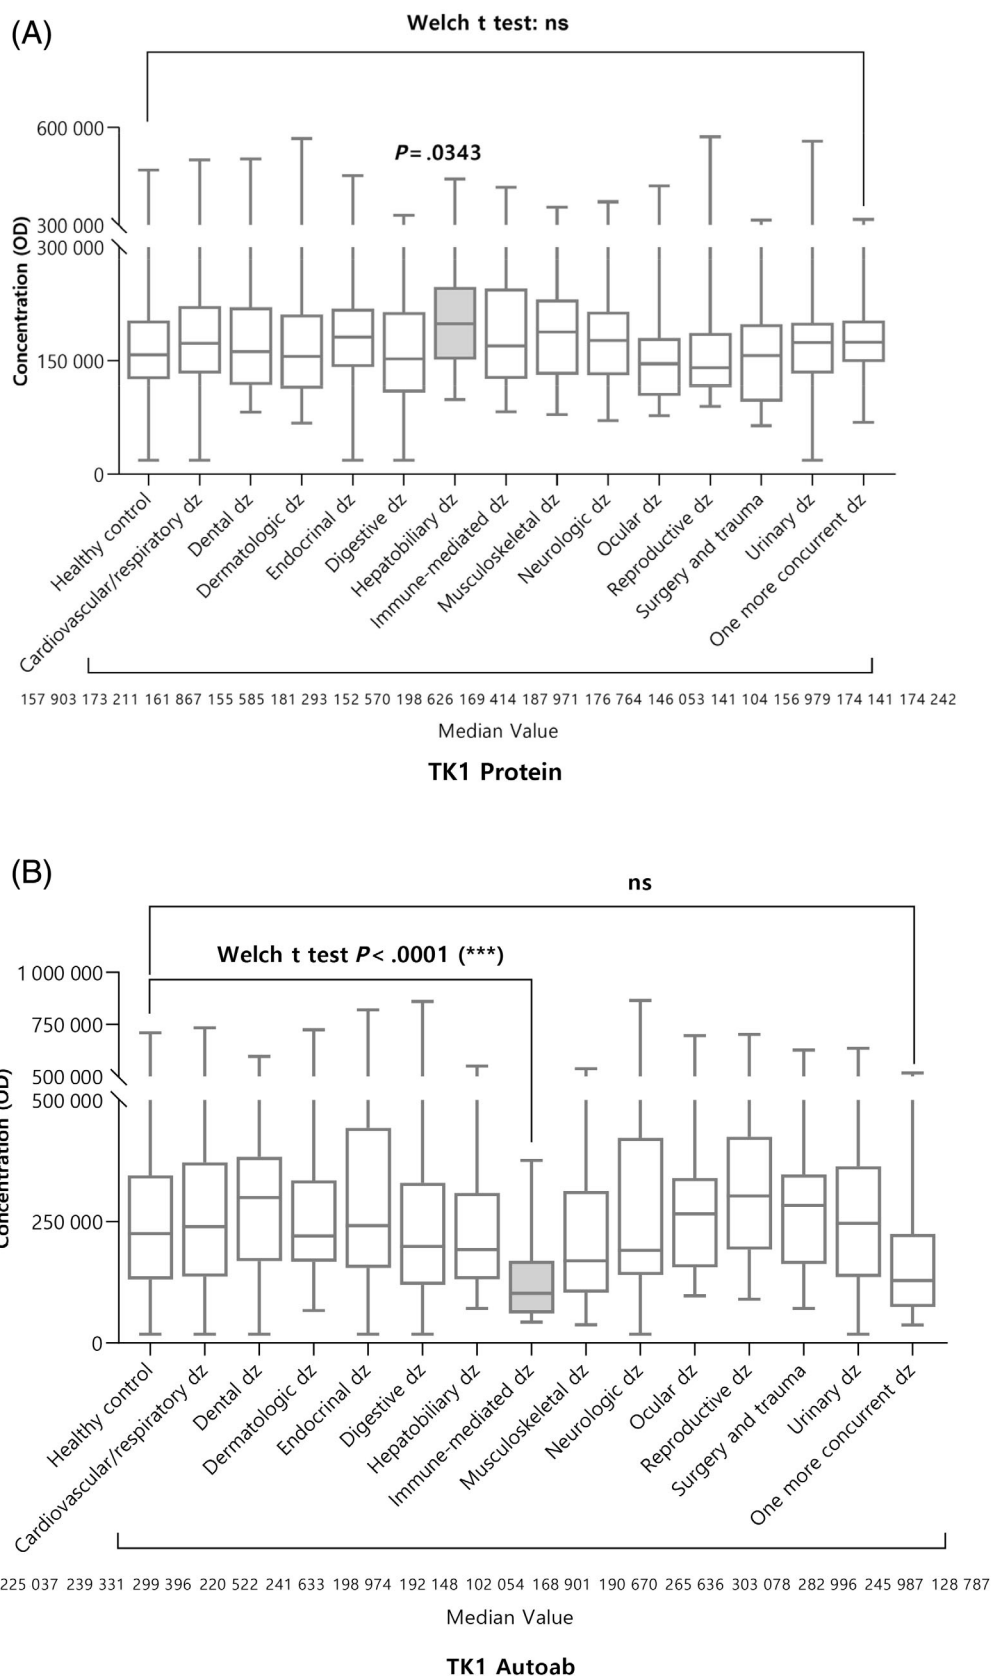 (A)
Welch t test: ns
600 000
P= .0343
300 000
300 000
Concentration (OD)
150 000
0
Healthy control
Cardiovascular/respiratory dz
Dental dz
Dermatologic dz
Endocrinal dz
Digestive dz
Hepatobiliary dz
Immune-mediated dz
Musculoskeletal dz
Neurologic dz
Ocular dz
Reproductive dz
Surgery and trauma
Urinary dz
One more concurrent dz
157 903 173 211 161 867 155 585 181 293 152 570 198 626 169 414 187 971 176 764 146 053 141 104 156 979 174 141 174 242
Median Value
TK1 Protein
(B)
ns
Welch t test P< .0001 (***)
1 000 000
750 000
500 000
500 000
Concentration (OD)
250 000
0
Healthy control
Cardiovascular/respiratory dz
Dental dz
Dermatologic dz
Endocrinal dz
Digestive dz
Hepatobiliary dz
Immune-mediated dz
Musculoskeletal dz
Neurologic dz
Ocular dz
Reproductive dz
Surgery and trauma
Urinary dz
One more concurrent dz
225 037 239 331 299 396 220 522 241 633 198 974 192 148 102 054 168 901 190 670 265 636 303 078 282 996 245 987 128 787
Median Value
TK1 Autoab